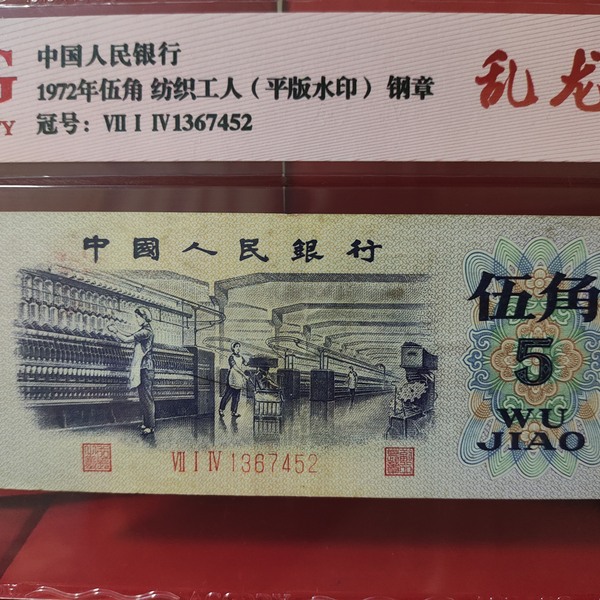 G
中国人民银行
1972年伍角 纺织工人（平版水印） 钢章
冠号：Ⅶ Ⅰ Ⅳ1367452
乱龙
中國人民銀行
伍角
5
WU
JIAO
Ⅶ Ⅰ Ⅳ 1367452